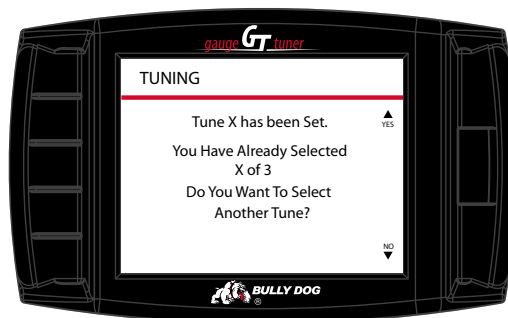 gauge GT tuner
TUNING
Tune X has been Set.
YES
You Have Already Selected
X of 3
Do You Want To Select
Another Tune?
NO
BULLY DOG
®